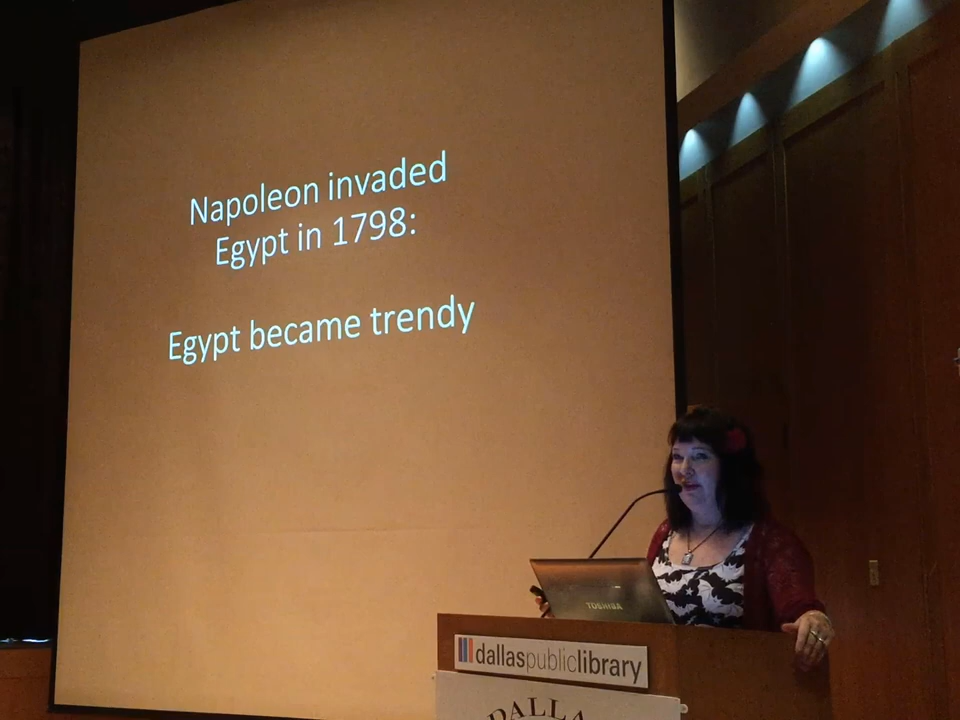 Napoleon invaded
Egypt in 1798:
Egypt became trendy
TOSHIBA
dallaspubliclibrary